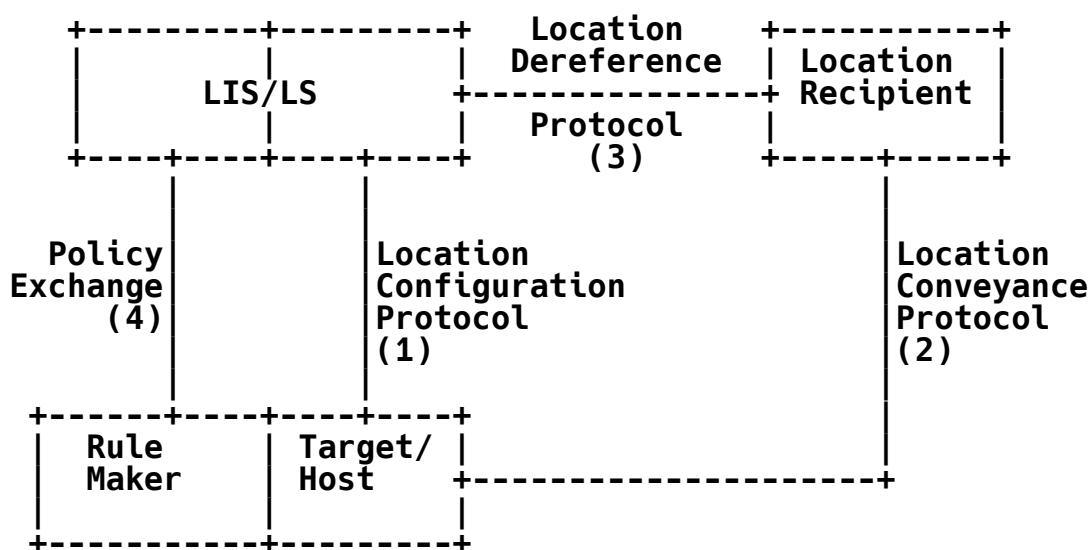 Location
Dereference
Location
LIS/LS
Recipient
Protocol
(3)
Policy
Exchange
(4)
Location
Configuration
Protocol
(1)
Location
Conveyance
Protocol
(2)
Rule
Maker
Target/
Host